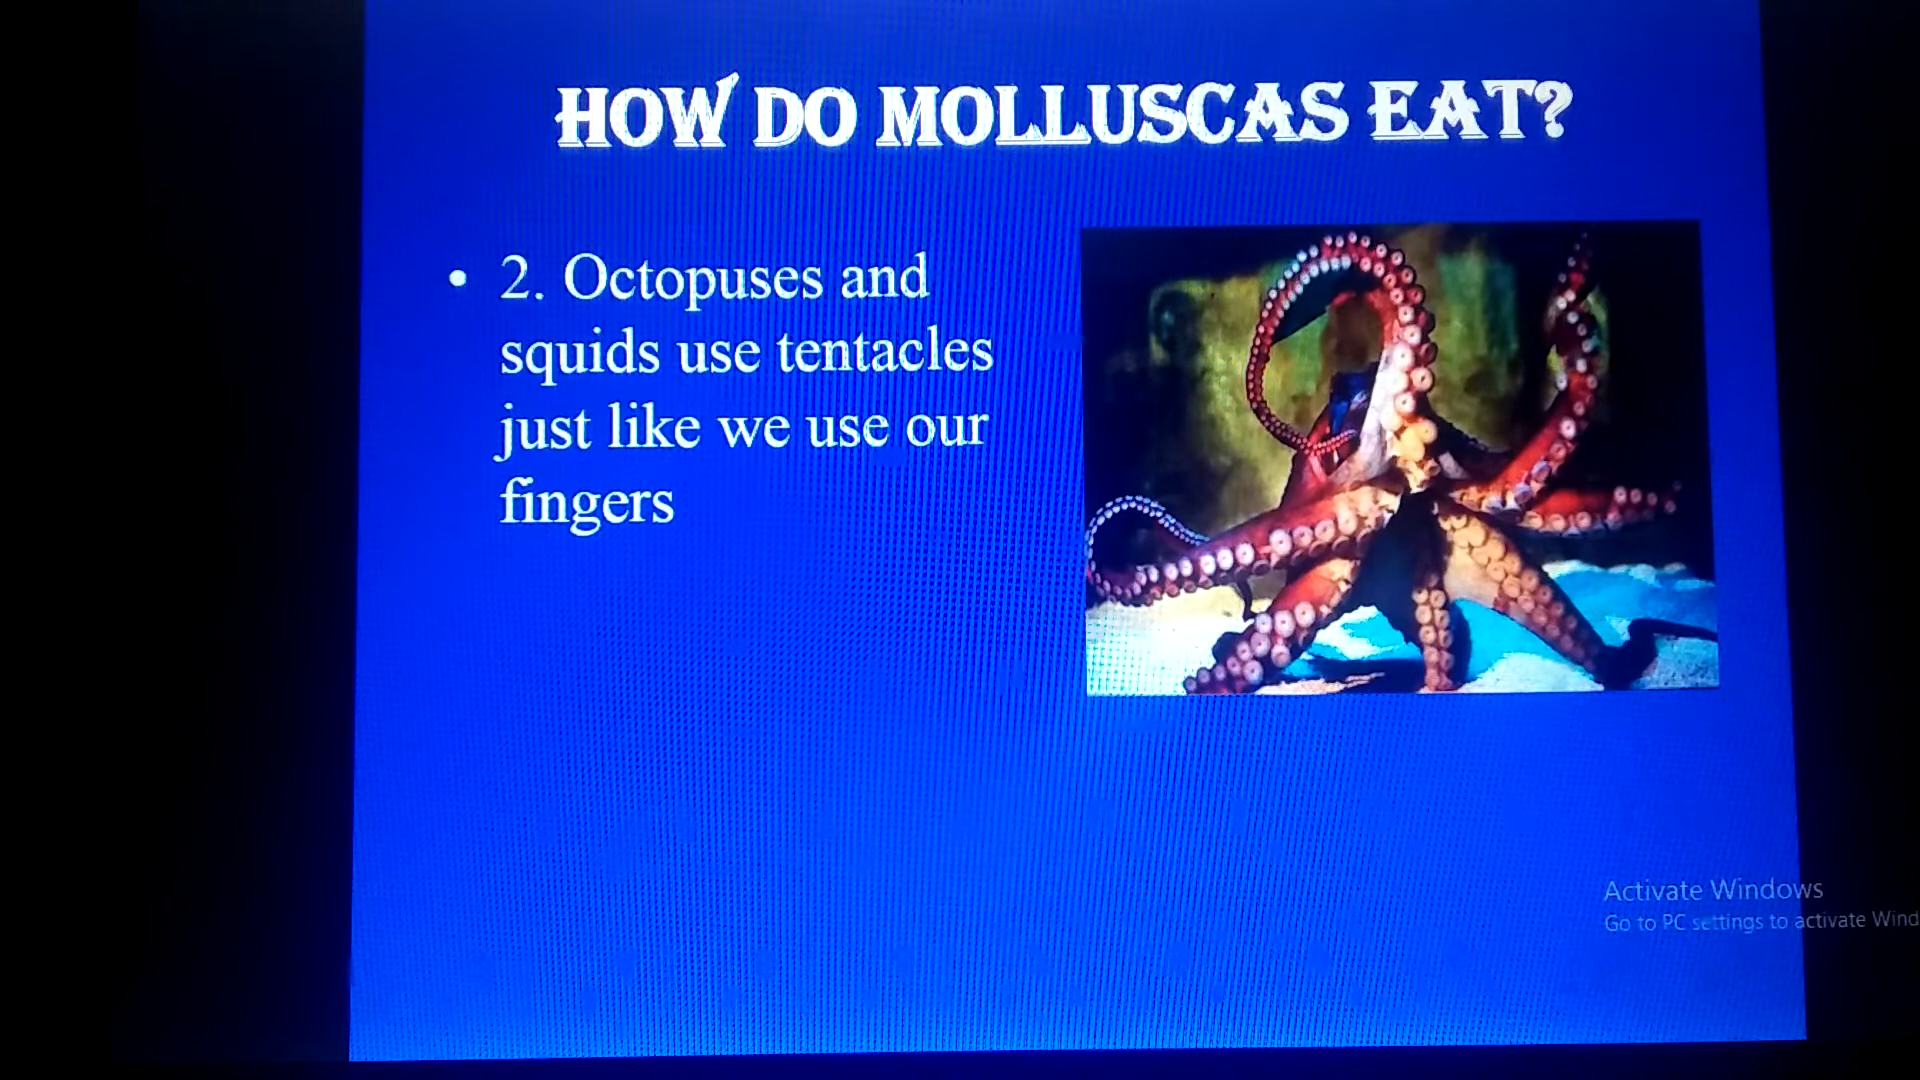 HOW DO MOLLUSCAS EAT?
• 2. Octopuses and
squids use tentacles
just like we use our
fingers
Activate Windows
Go to PC settings to activate Wind